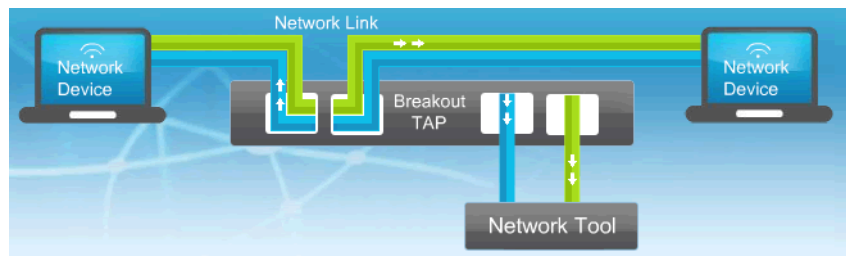 Network Link
Network
Device
Network
Device
Breakout
TAP
Network Tool